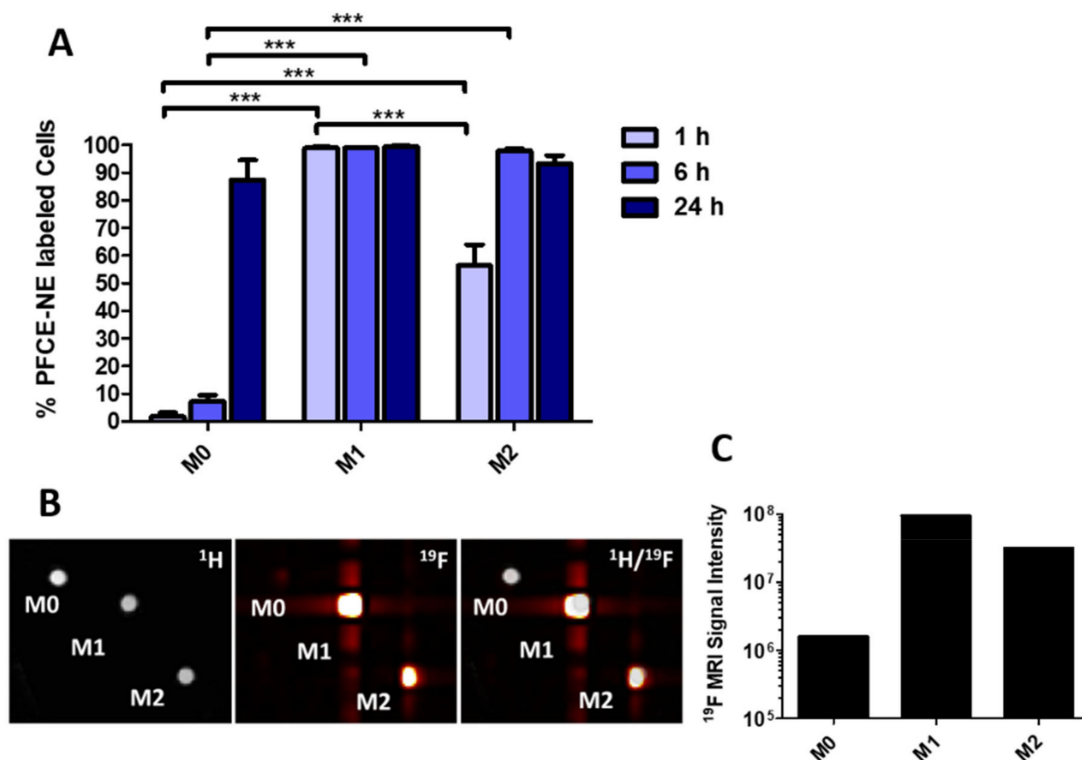 A
***
***
***
***
***
% PFCE-NE labeled Cells
100
90
80
70
60
50
40
30
20
10
0
M0
M1
M2
1 h
6 h
24 h
B
¹H
M0
M1
M2
¹⁹F
M0
M1
M2
¹H/¹⁹F
M0
M1
M2
C
¹⁹F MRI Signal Intensity
10⁸
10⁷
10⁶
10⁵
M0
M1
M2